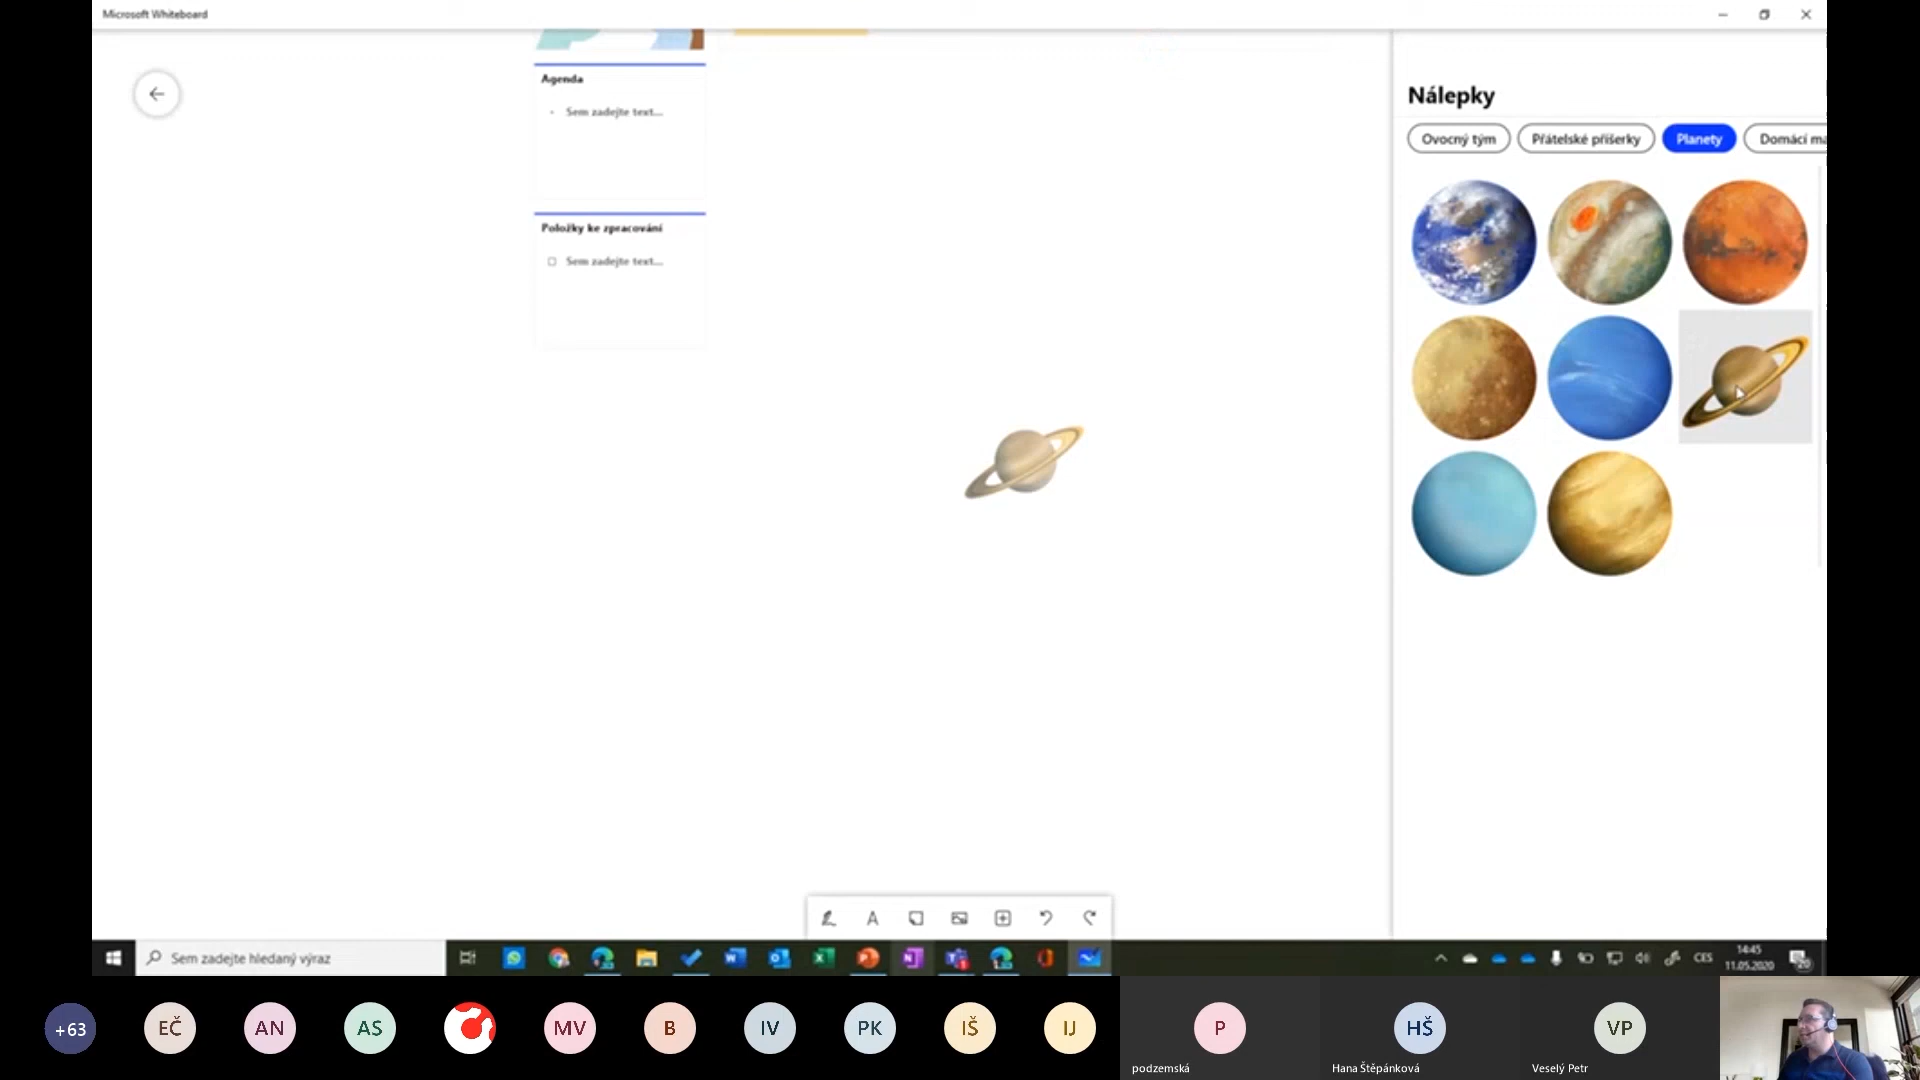 Microsoft Whiteboard
Agenda
Sem zadejte text...
Položky ke zpracování
Sem zadejte text...
Nálepky
Ovocný tým
Přátelské příšerky
Planety
Domácí ma
Sem zadejte hledaný výraz
CES
14:45
11.05.2020
20
+63
EČ
AN
AS
MV
B
IV
PK
IŠ
IJ
P
HŠ
VP
podzemská
Hana Štěpánková
Veselý Petr